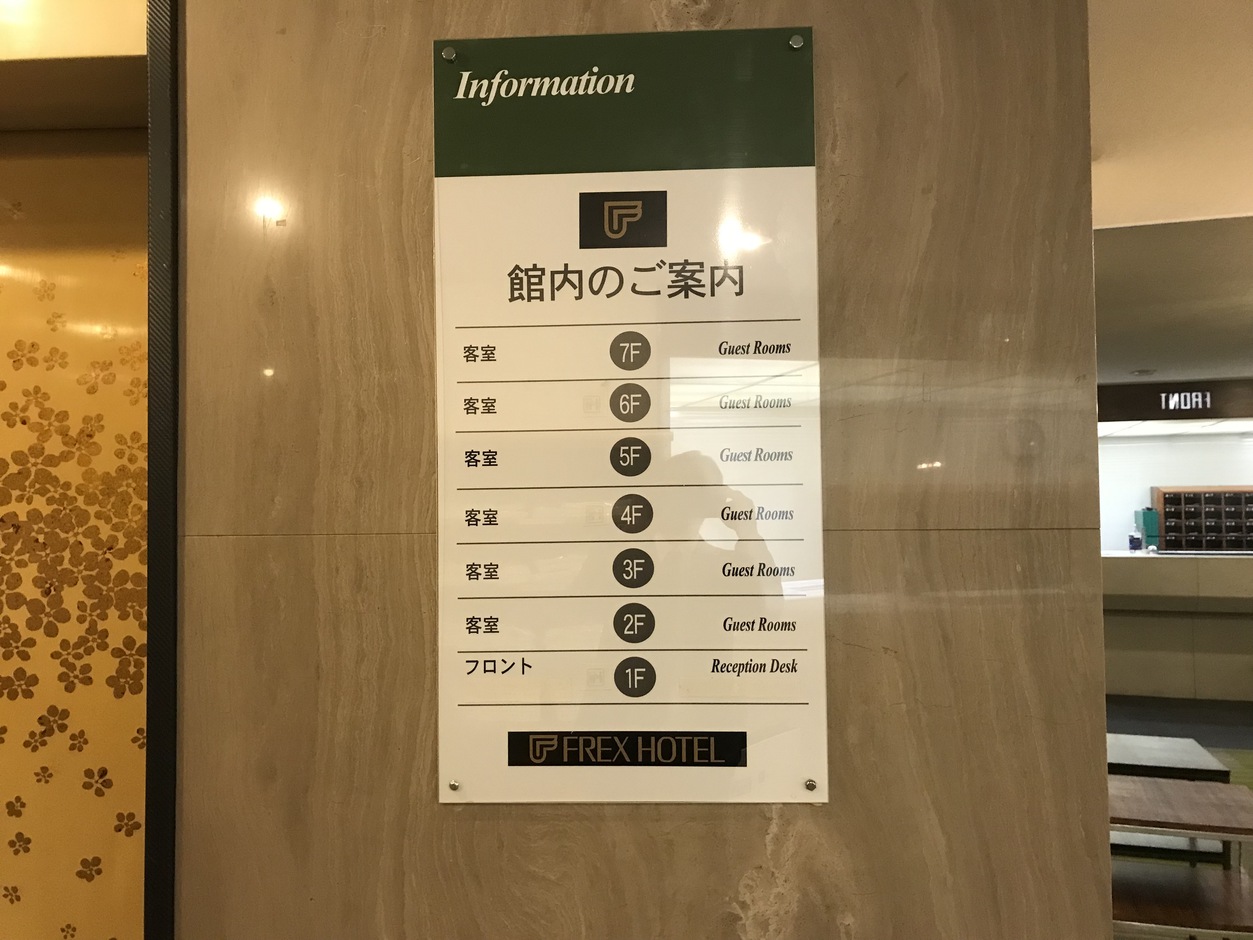 Information
館内のご案内
客室 7F Guest Rooms
客室 6F Guest Rooms
客室 5F Guest Rooms
客室 4F Guest Rooms
客室 3F Guest Rooms
客室 2F Guest Rooms
フロント 1F Reception Desk
FREX HOTEL
FRONT